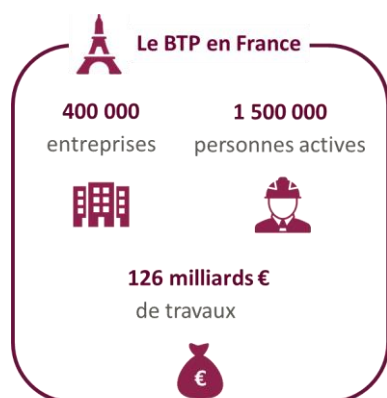 Le BTP en France
400 000
entreprises
1 500 000
personnes actives
126 milliards €
de travaux
€